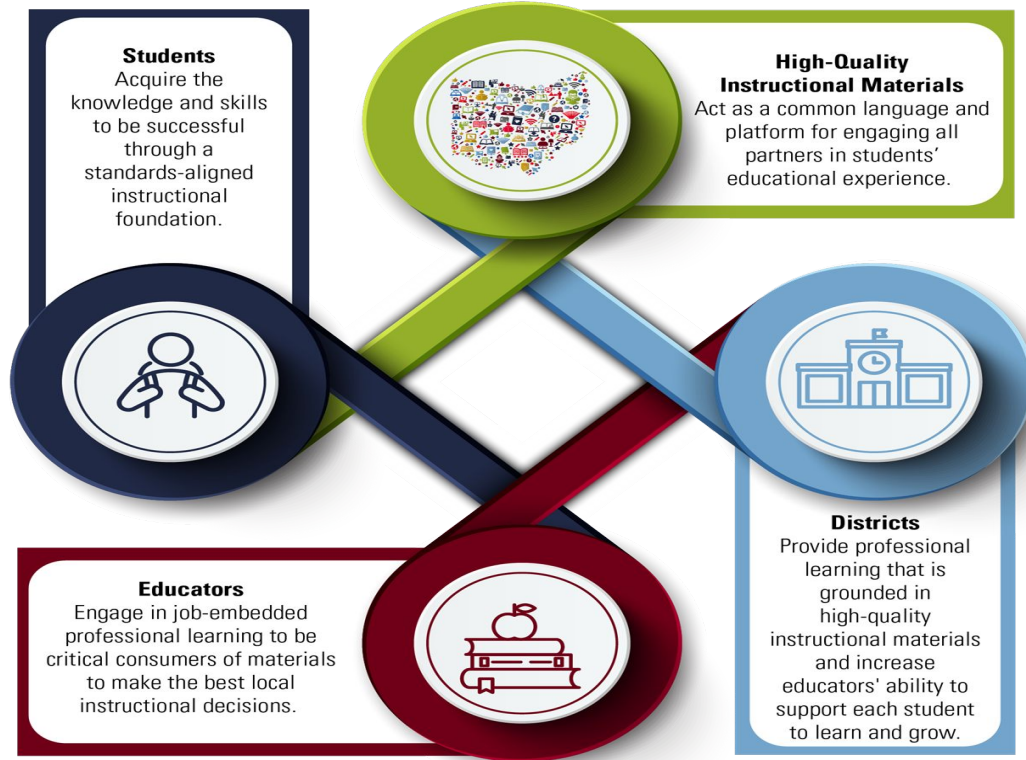 Students
Acquire the
knowledge and skills
to be successful
through a
standards-aligned
instructional
foundation.
High-Quality
Instructional Materials
Act as a common language and
platform for engaging all
partners in students’
educational experience.
Educators
Engage in job-embedded
professional learning to be
critical consumers of materials
to make the best local
instructional decisions.
Districts
Provide professional
learning that is
grounded in
high-quality
instructional materials
and increase
educators' ability to
support each student
to learn and grow.